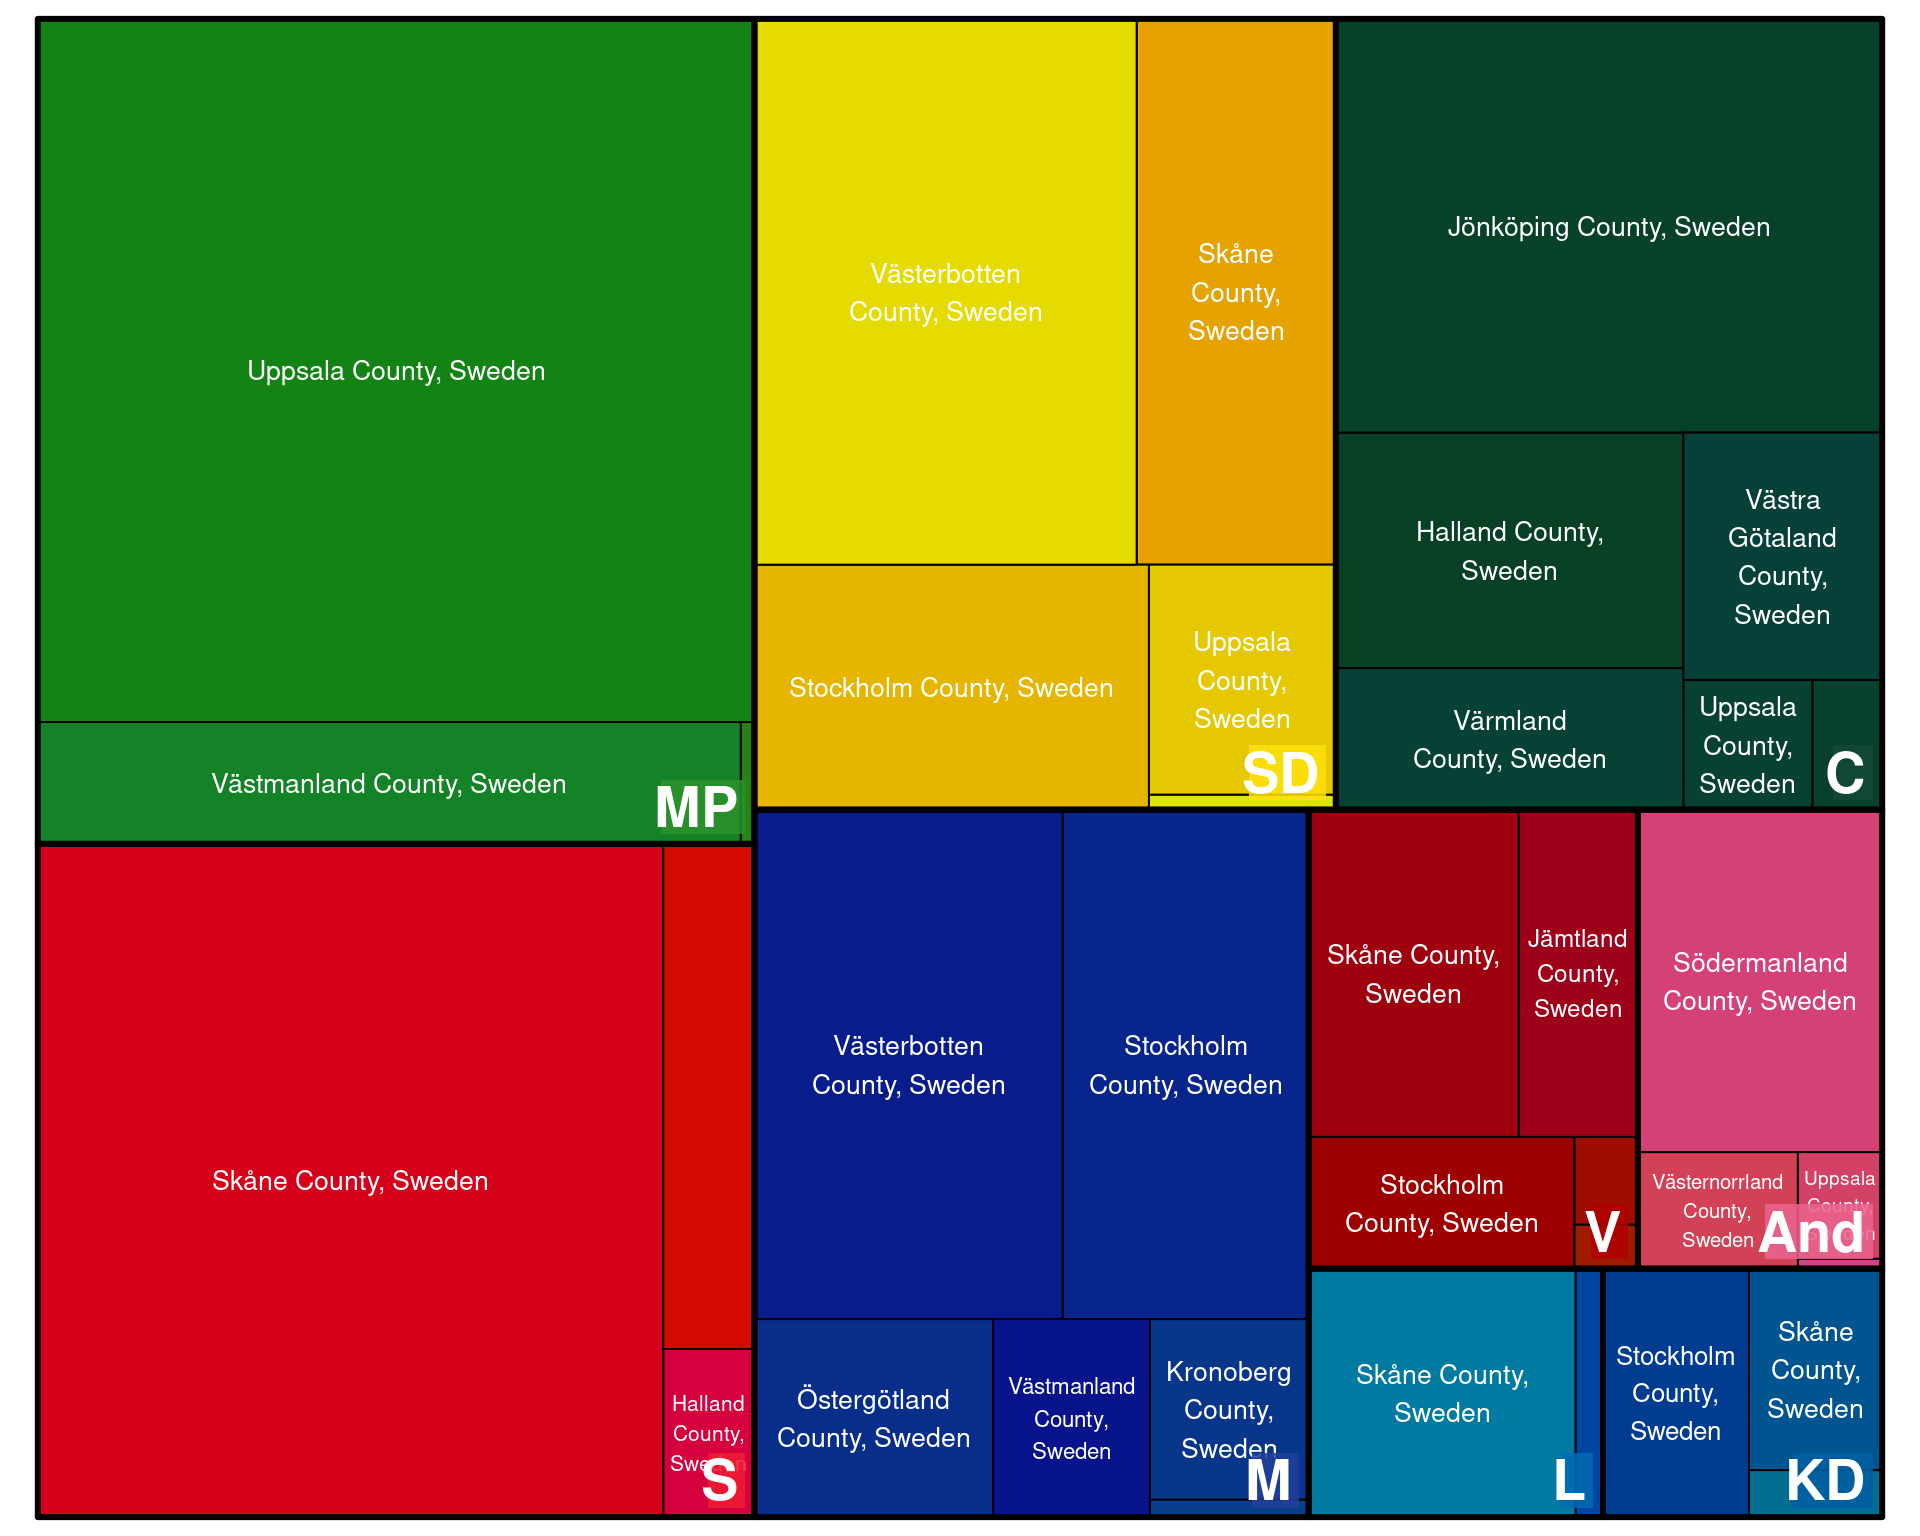 Uppsala County, Sweden
Västmanland County, Sweden
MP
Skåne County, Sweden
Halland
County,
Sweden
S
Västerbotten
County, Sweden
Skåne
County,
Sweden
Stockholm County, Sweden
Uppsala
County,
Sweden
SD
Jönköping County, Sweden
Halland County,
Sweden
Västra
Götaland
County,
Sweden
Värmland
County, Sweden
Uppsala
County,
Sweden
C
Västerbotten
County, Sweden
Stockholm
County, Sweden
Östergötland
County, Sweden
Västmanland
County,
Sweden
Kronoberg
County,
Sweden
M
Skåne County,
Sweden
Jämtland
County,
Sweden
Stockholm
County, Sweden
V
Södermanland
County, Sweden
Västernorrland
County,
Sweden
Uppsala
County,
Sweden
And
Skåne County,
Sweden
L
Stockholm
County,
Sweden
Skåne
County,
Sweden
KD